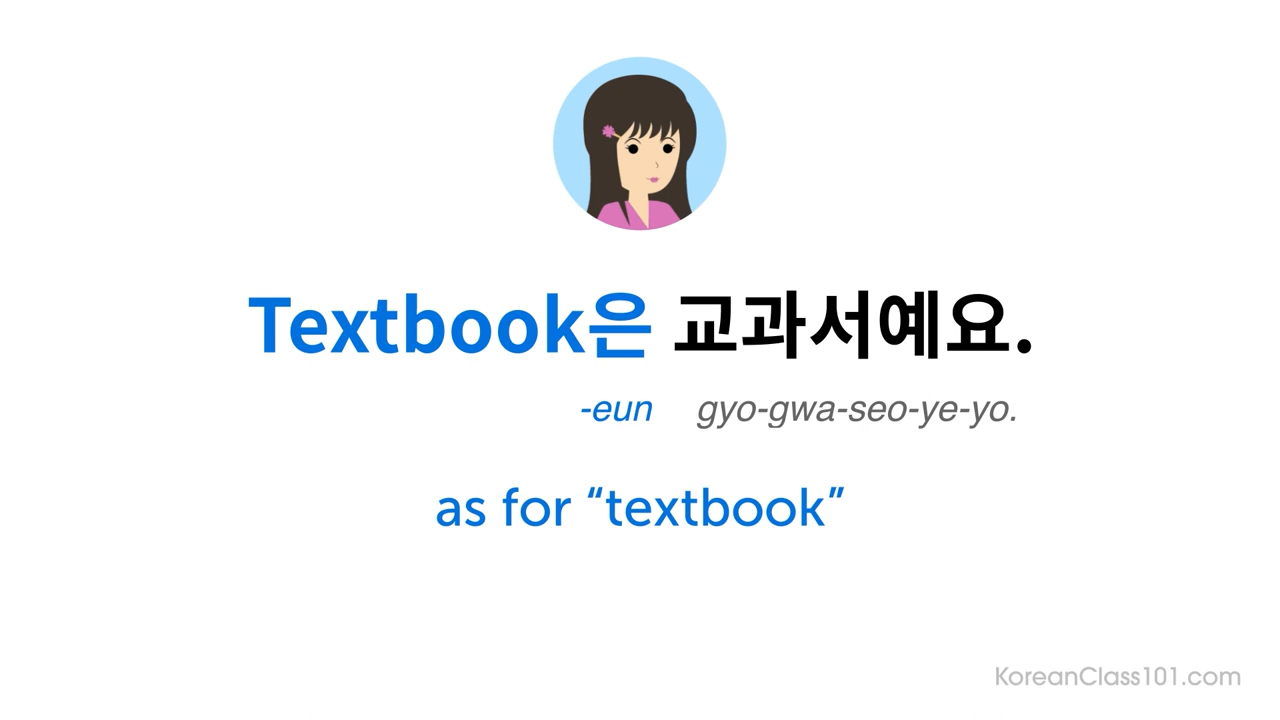 Textbook은 교과서예요.
-eun gyo-gwa-seo-ye-yo.
as for “textbook”
KoreanClass101.com